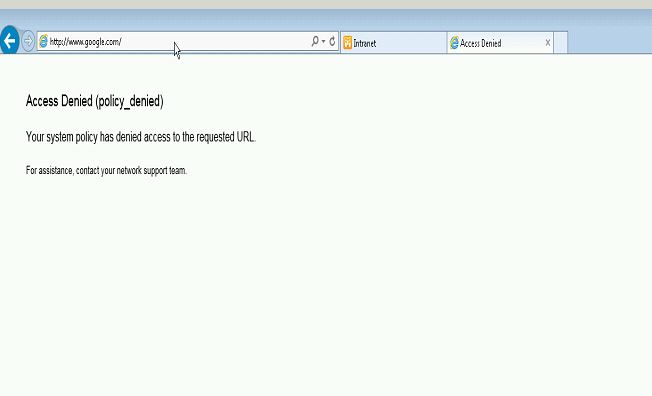 http://www.google.com/
Intranet
Access Denied
Access Denied (policy_denied)
Your system policy has denied access to the requested URL.
For assistance, contact your network support team.